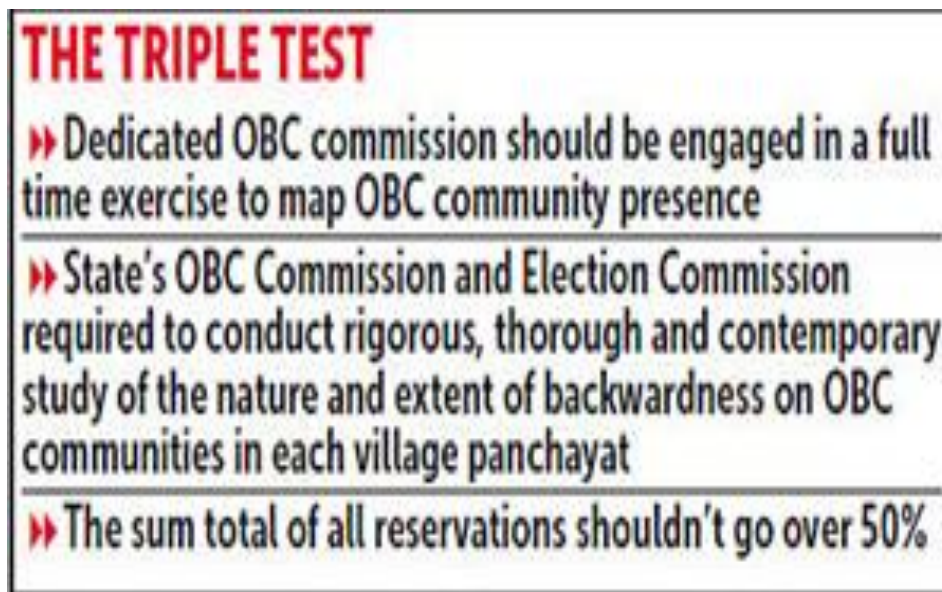 THE TRIPLE TEST
Dedicated OBC commission should be engaged in a full
time exercise to map OBC community presence
State's OBC Commission and Election Commission
required to conduct rigorous, thorough and contemporary
study of the nature and extent of backwardness on OBC
communities in each village panchayat
The sum total of all reservations shouldn't go over 50%